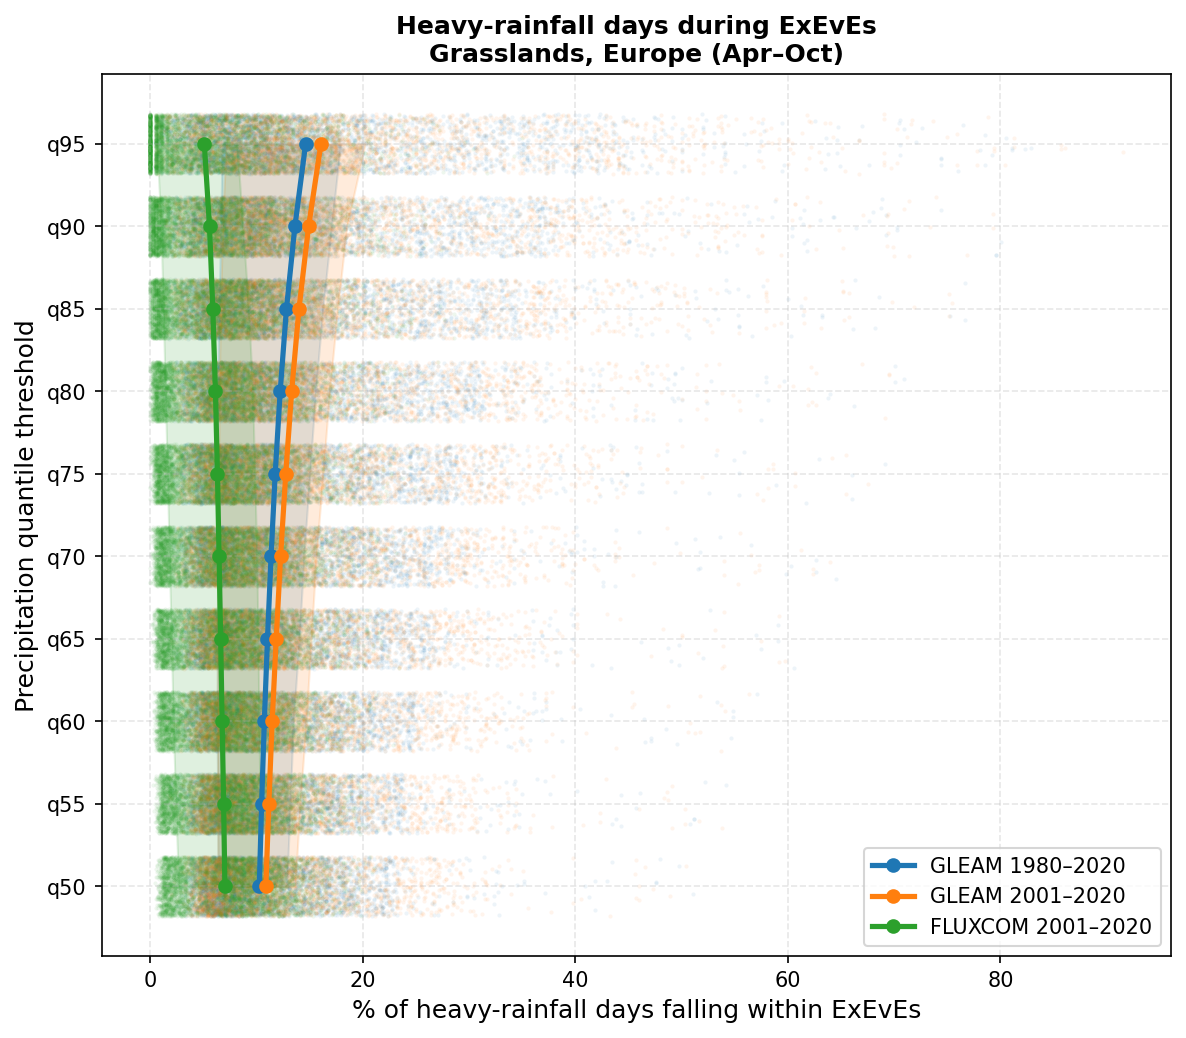 Heavy-rainfall days during ExEvEs
Grasslands, Europe (Apr–Oct)
Precipitation quantile threshold
q95
q90
q85
q80
q75
q70
q65
q60
q55
q50
GLEAM 1980–2020
GLEAM 2001–2020
FLUXCOM 2001–2020
0 20 40 60 80
% of heavy-rainfall days falling within ExEvEs